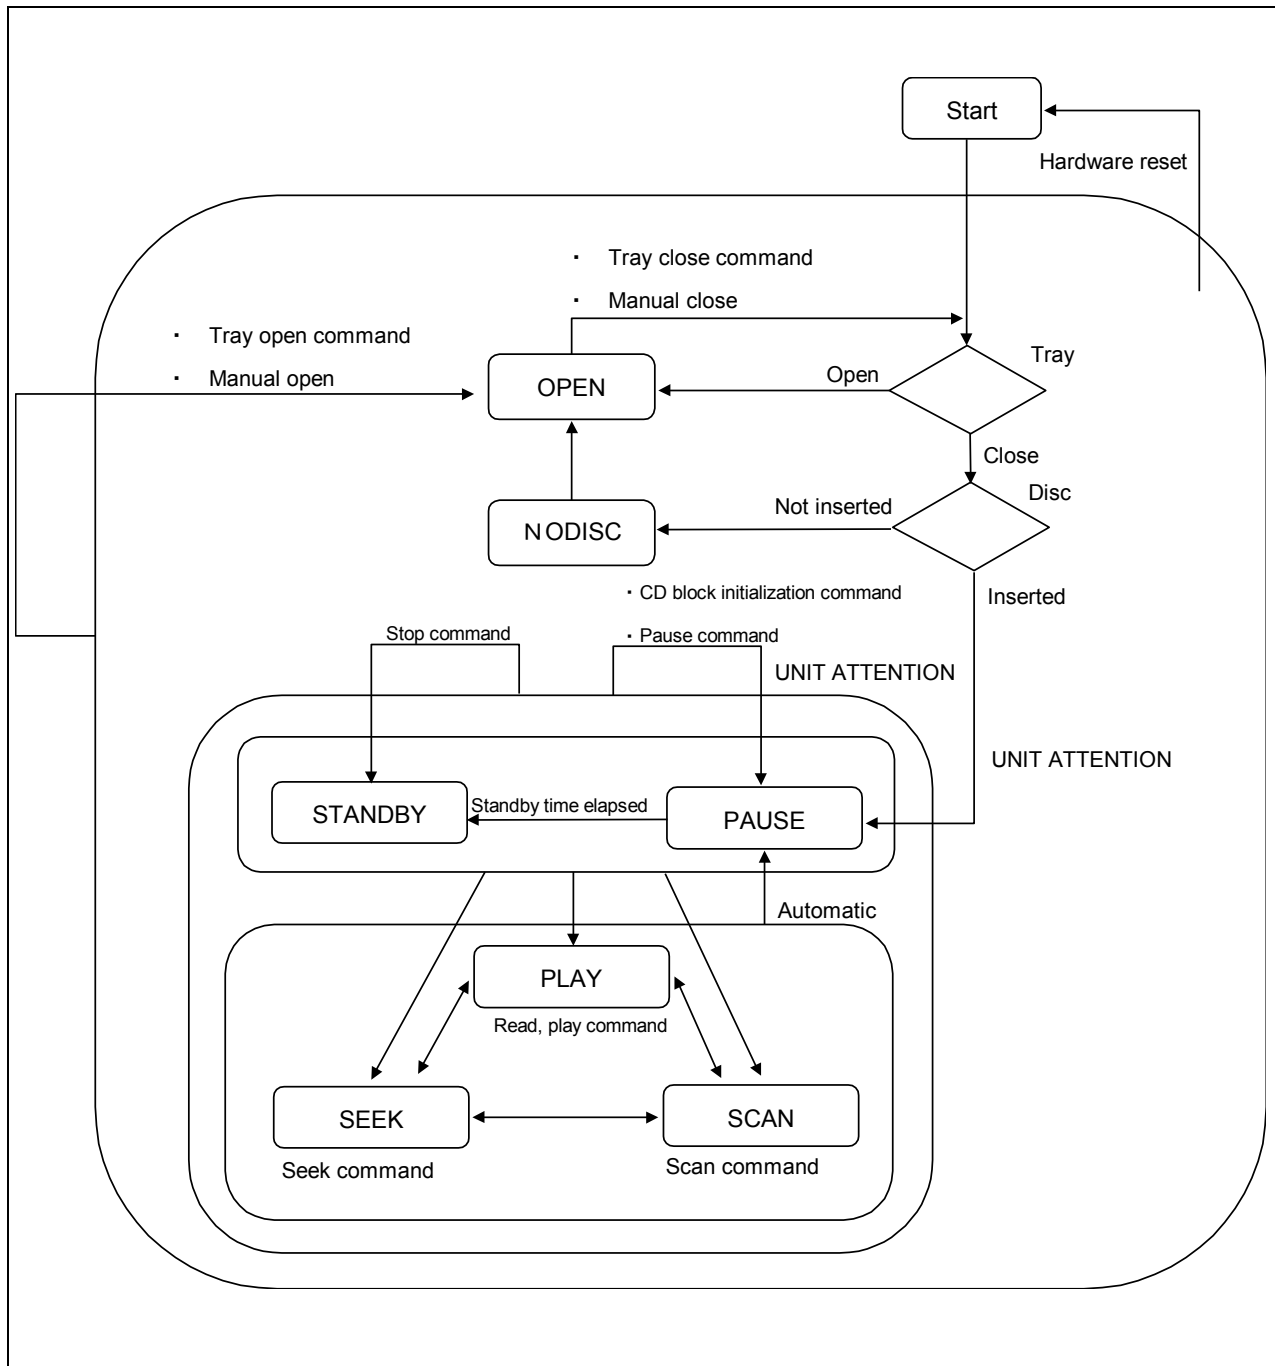 Start
Hardware reset
・ Tray close command
・ Manual close
・ Tray open command
・ Manual open
Tray
Open
OPEN
Close
Disc
Not inserted
NODISC
・CD block initialization command
Inserted
Stop command
・Pause command
UNIT ATTENTION
UNIT ATTENTION
STANDBY
Standby time elapsed
PAUSE
Automatic
PLAY
Read, play command
SEEK
SCAN
Seek command
Scan command